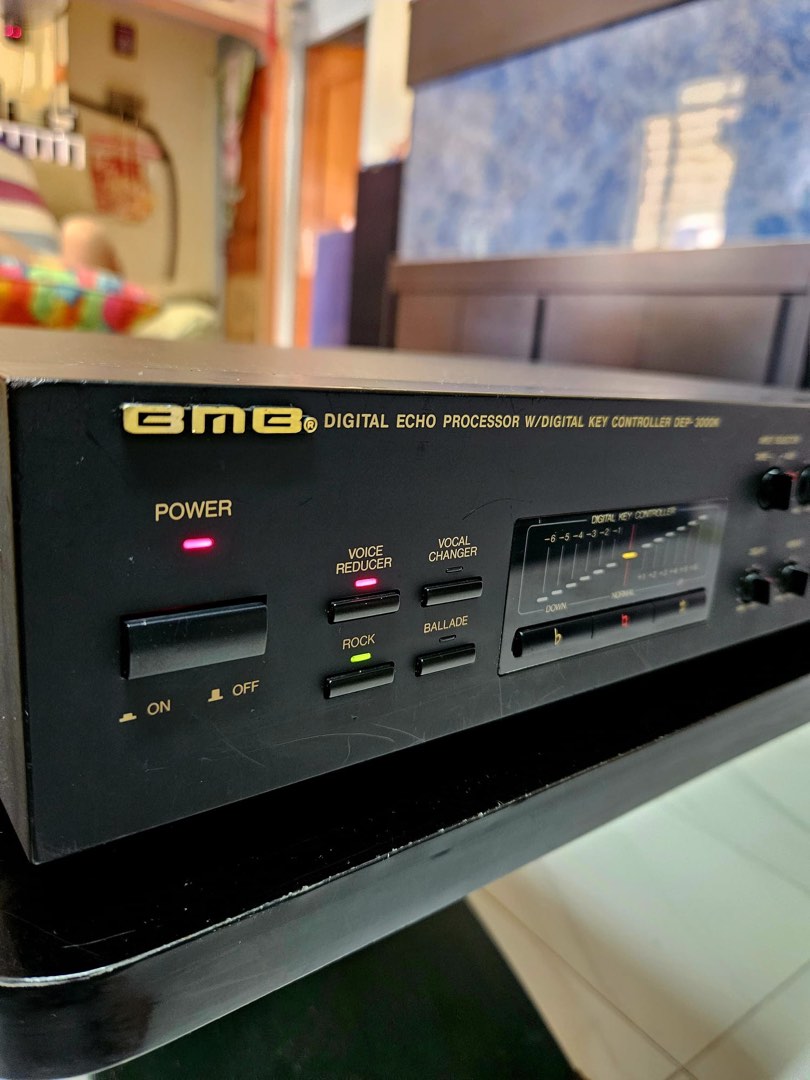 BMB® DIGITAL ECHO PROCESSOR W/DIGITAL KEY CONTROLLER DEP-3000K
POWER
ON
OFF
VOICE
REDUCER
VOCAL
CHANGER
ROCK
BALLADE
DIGITAL KEY CONTROLLER
-6 -5 -4 -3 -2 -1
DOWN
NORMAL
♭
♮